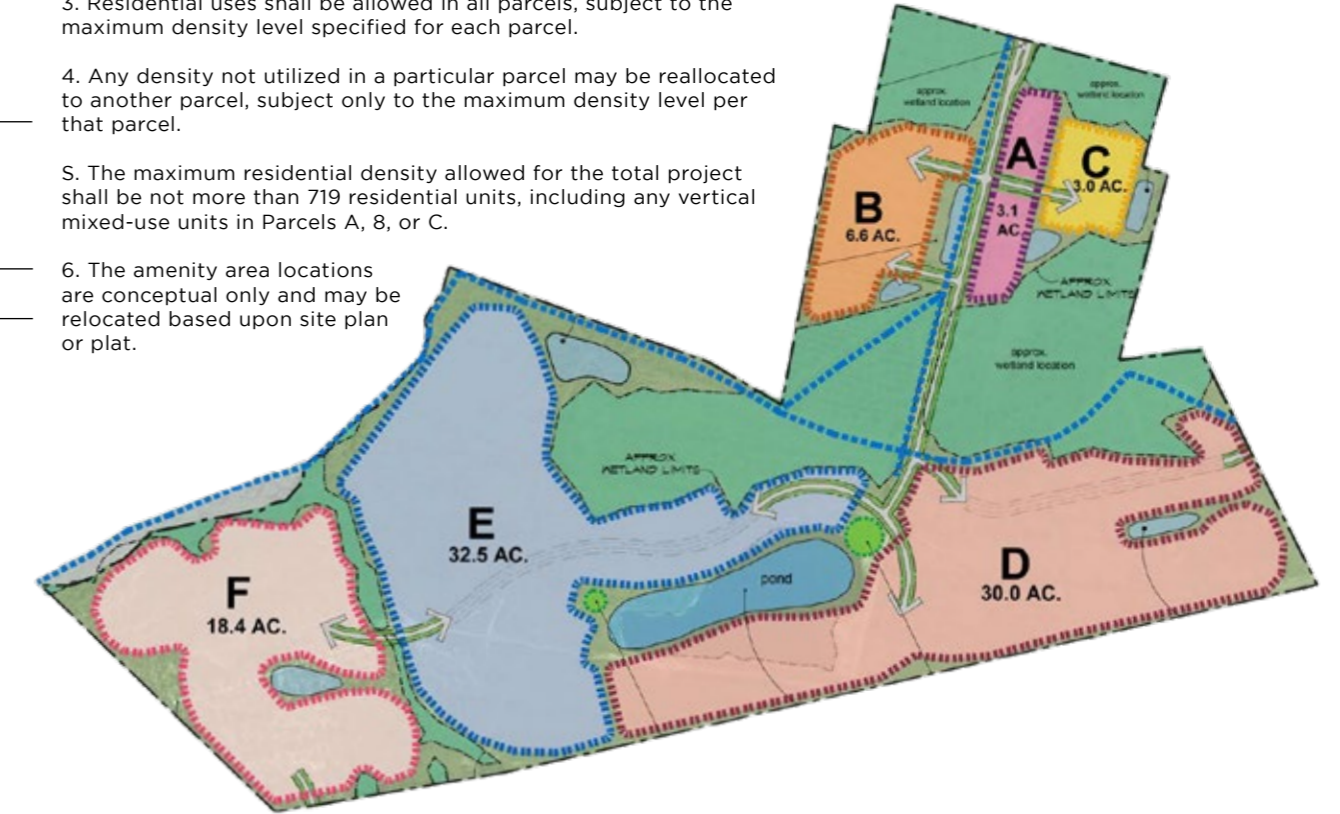 3. Residential uses shall be allowed in all parcels, subject to the
maximum density level specified for each parcel.
4. Any density not utilized in a particular parcel may be reallocated
to another parcel, subject only to the maximum density level per
that parcel.
S. The maximum residential density allowed for the total project
shall be not more than 719 residential units, including any vertical
mixed-use units in Parcels A, 8, or C.
6. The amenity area locations
are conceptual only and may be
relocated based upon site plan
or plat.
approx.
wetland location
approx.
wetland location
A
3.1
AC.
C
3.0 AC.
B
6.6 AC.
APPROX
WETLAND LIMITS
approx.
wetland location
APPROX
WETLAND LIMITS
E
32.5 AC.
pond
D
30.0 AC.
F
18.4 AC.